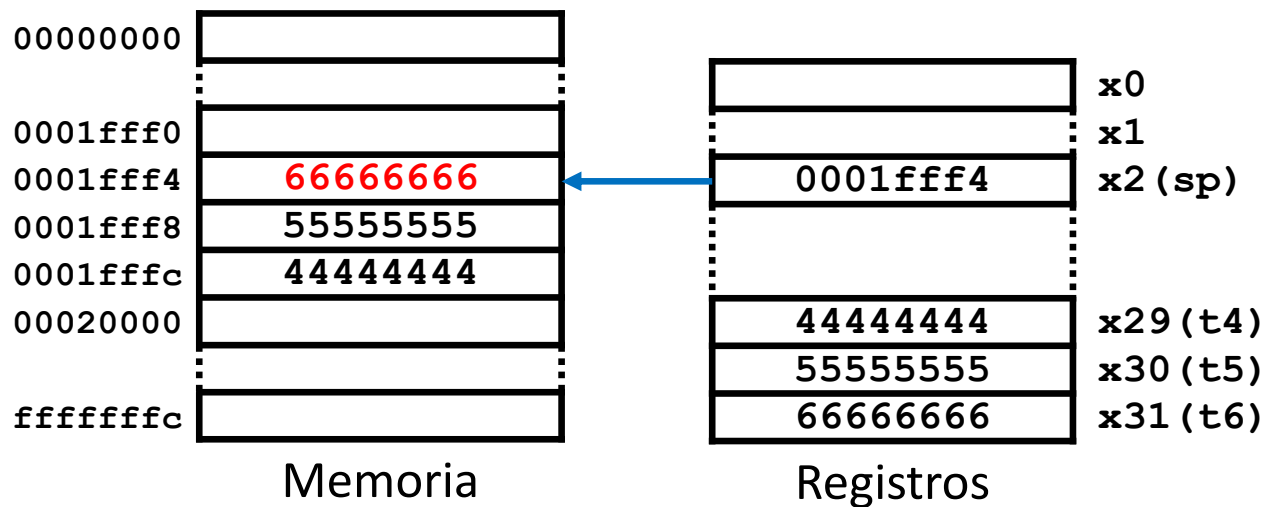 00000000
x0
0001fff0 x1
0001fff4 66666666 0001fff4 x2(sp)
0001fff8 55555555
0001fffc 44444444
00020000 44444444 x29(t4)
55555555 x30(t5)
fffffffc 66666666 x31(t6)
Memoria Registros